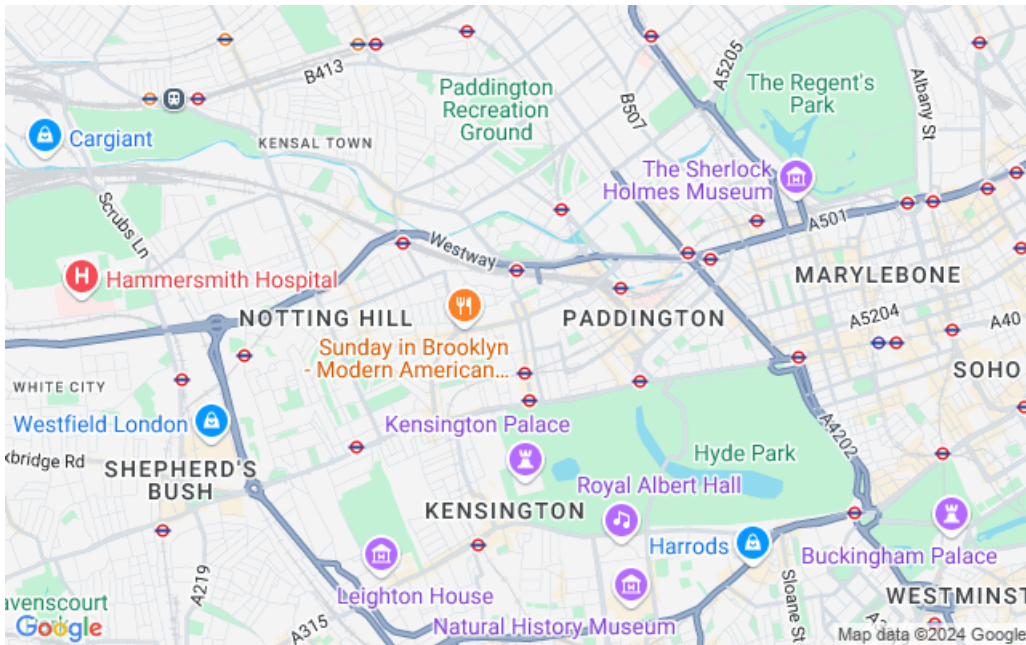 A5205
B413
The Regent's
Park
Albany St
Paddington
Recreation
Ground
B507
Cargiant
KENSAL TOWN
The Sherlock
Holmes Museum
Scrubs Ln
A501
Westway
Hammersmith Hospital
MARYLEBONE
NOTTING HILL
PADDINGTON
A5204
A40
Sunday in Brooklyn
- Modern American...
SOHO
WHITE CITY
Westfield London
Kensington Palace
A4202
Hyde Park
xbridge Rd
SHEPHERD'S
BUSH
Royal Albert Hall
KENSINGTON
Harrods
Buckingham Palace
A219
Leighton House
Sloane St
WESTMINST
avenscourt
Google
A315
Natural History Museum
Map data ©2024 Google